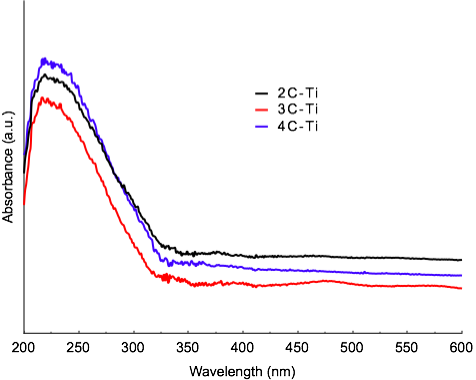 2C-Ti
3C-Ti
4C-Ti
Absorbance (a.u.)
200 250 300 350 400 450 500 550 600
Wavelength (nm)